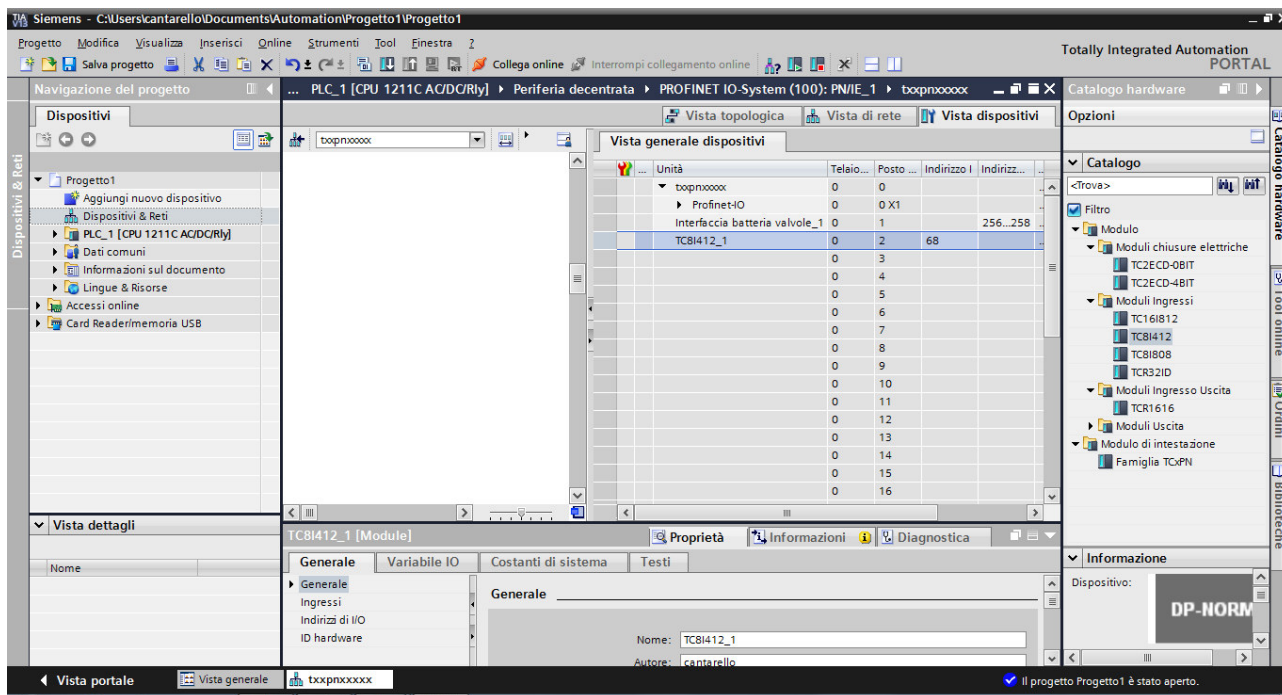 Siemens - C:\Users\cantarello\Documents\Automation\Progetto1\Progetto1
Progetto Modifica Visualizza Inserisci Online Strumenti Tool Finestra ?
Totally Integrated Automation
PORTAL
Salva progetto Collega online Interrompi collegamento online
Navigazione del progetto
... PLC_1 [CPU 1211C AC/DC/Rly] Periferia decentrata PROFINET IO-System (100): PN/IE_1 txxpnxxxxx
Catalogo hardware
Dispositivi
Vista topologica Vista di rete Vista dispositivi
Opzioni
txxpnxxxxx
Vista generale dispositivi
Catalogo
... Unità Telaio... Posto ... Indirizzo I Indirizz... ..
<Trova>
Filtro
Progetto1
Aggiungi nuovo dispositivo
Dispositivi & Reti
PLC_1 [CPU 1211C AC/DC/Rly]
Dati comuni
Informazioni sul documento
Lingue & Risorse
Accessi online
Card Reader/memoria USB
txxpnxxxxx 0 0
Profinet-IO 0 0 X1
Interfaccia batteria valvole_1 0 1 256...258
TC8I412_1 0 2 68
0 3
0 4
0 5
0 6
0 7
0 8
0 9
0 10
0 11
0 12
0 13
0 14
0 15
0 16
Modulo
Moduli chiusure elettriche
TC2ECD-0BIT
TC2ECD-4BIT
Moduli Ingressi
TC16I812
TC8I412
TC8I808
TCR32ID
Moduli Ingresso Uscita
TCR1616
Moduli Uscita
Modulo di intestazione
Famiglia TCxPN
Dispositivi & Reti
Catalogo hardware
Tool online
Ordini
Biblioteche
Vista dettagli
Nome
TC8I412_1 [Module]
Proprietà Informazioni Diagnostica
Generale Variabile IO Costanti di sistema Testi
Generale
Ingressi
Indirizzi di I/O
ID hardware
Generale
Nome: TC8I412_1
Autore: cantarello
Informazione
Dispositivo:
DP-NORM
Vista portale Vista generale txxpnxxxxx
Il progetto Progetto1 è stato aperto.